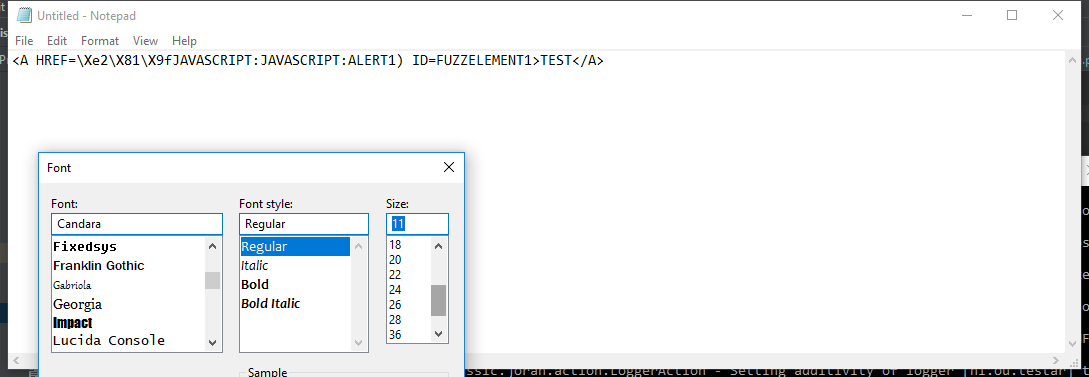 Untitled - Notepad
File Edit Format View Help
<A HREF=\Xe2\X81\X9fJAVASCRIPT:JAVASCRIPT:ALERT1) ID=FUZZELEMENT1>TEST</A>
Font
Font: Font style: Size:
Candara Regular 11
Fixedsys Regular 18
Franklin Gothic Italic 20
Gabriola Bold 22
Georgia Bold Italic 24
Impact 26
Lucida Console 28
36
Sample
ssic.joran.action.LoggerAction - Setting additivity of logger [nl.ou.testar] t